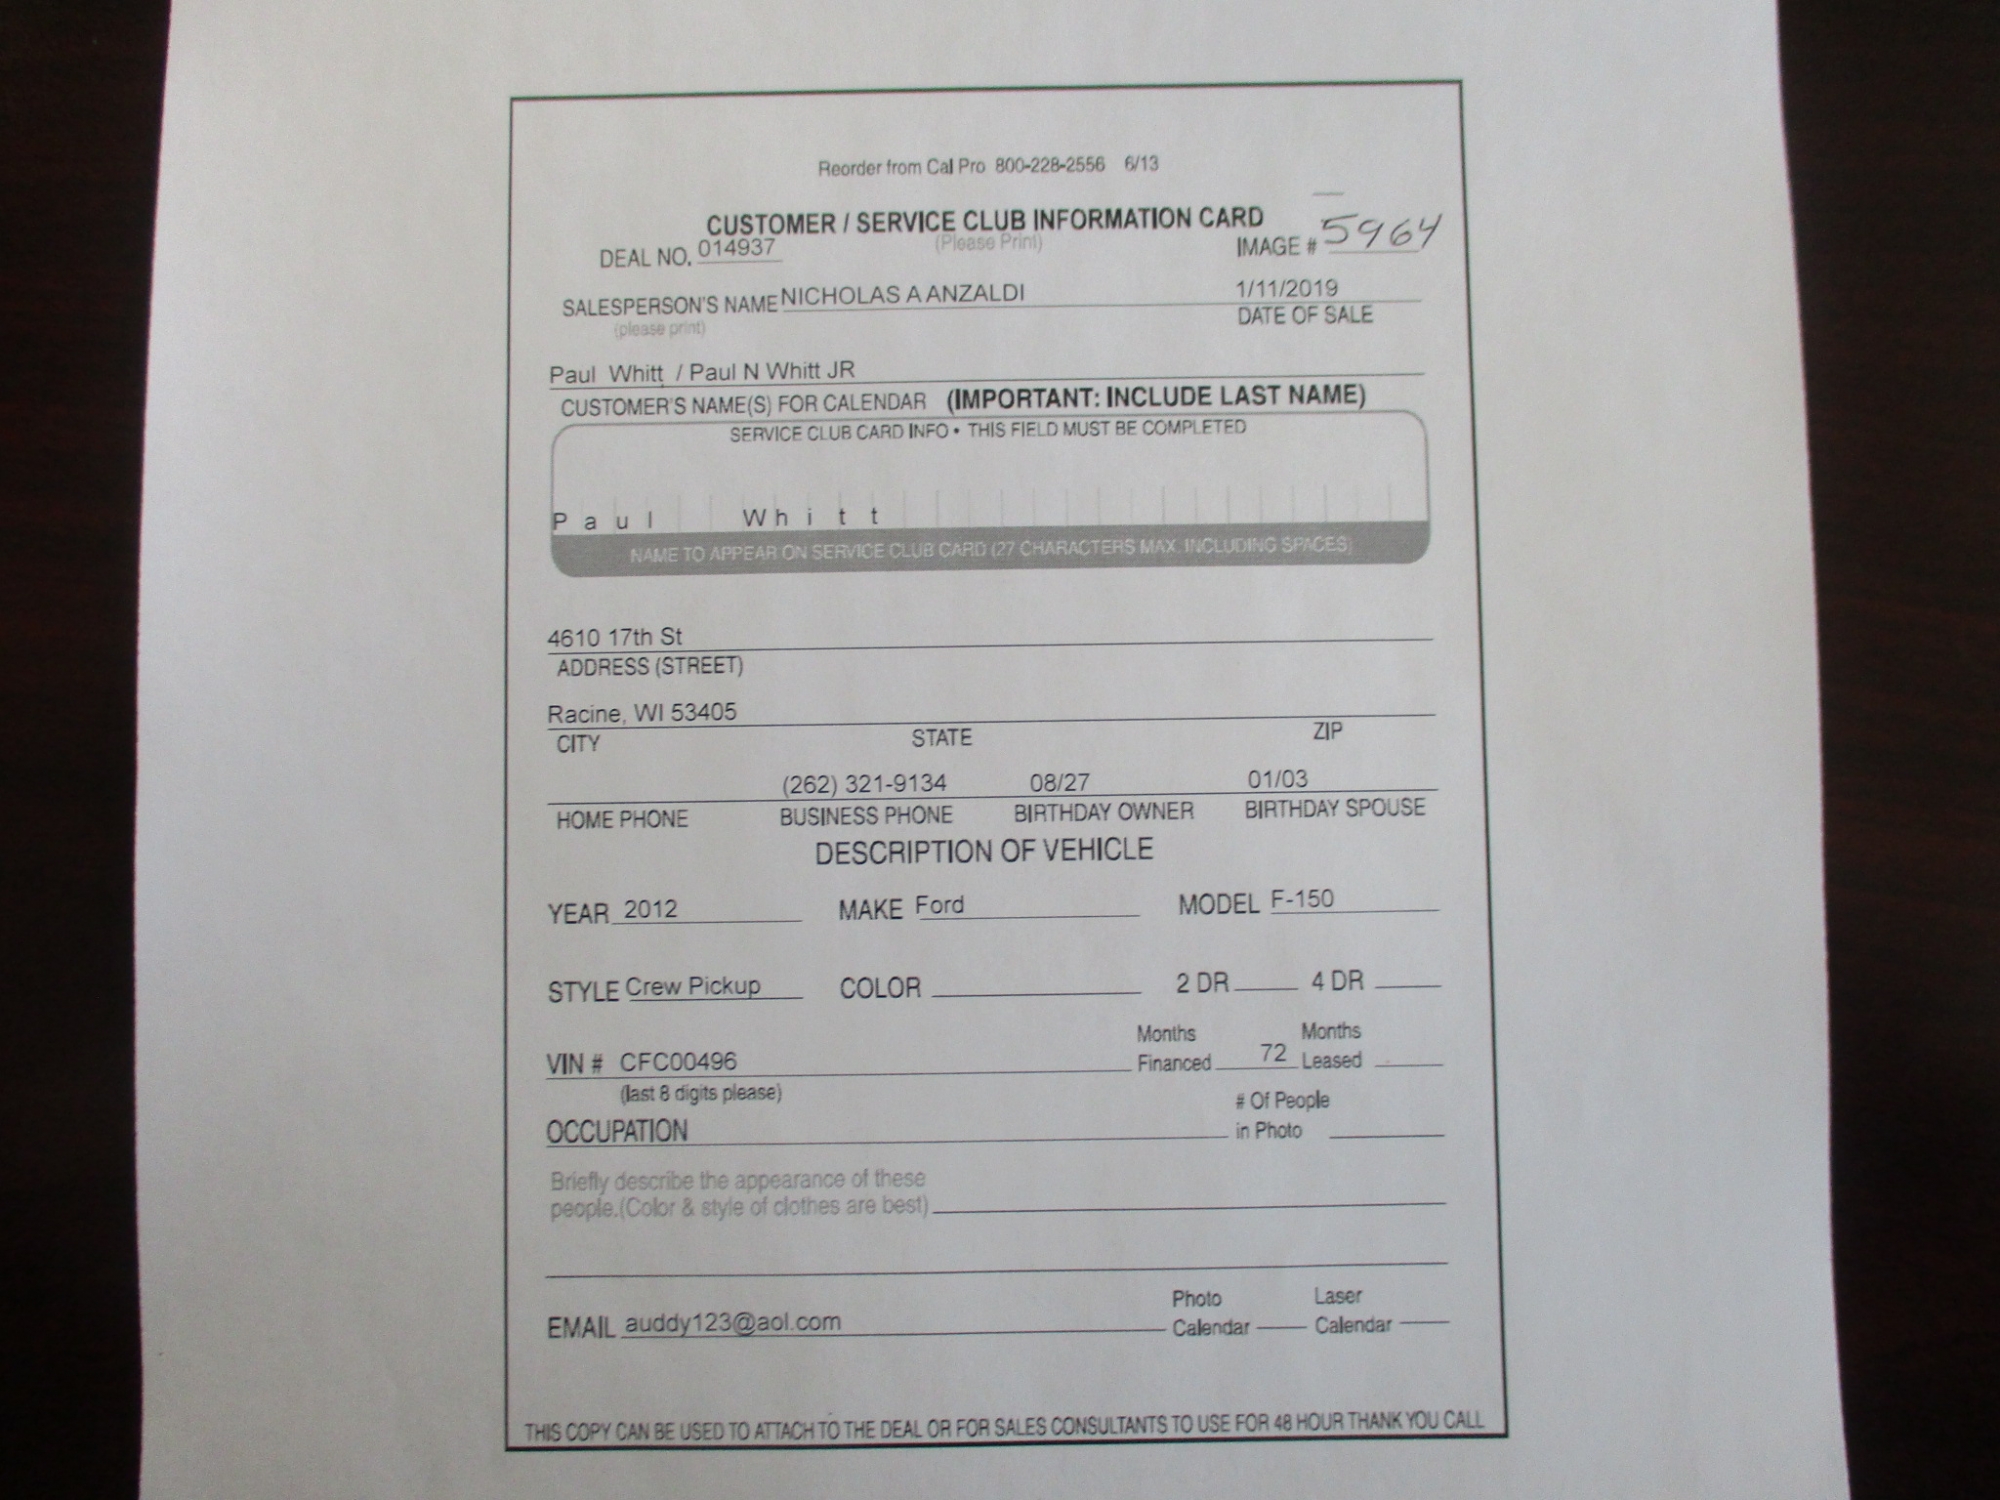 Reorder from Cal Pro 800-228-2556 6/13
CUSTOMER / SERVICE CLUB INFORMATION CARD
(Please Print)
DEAL NO. 014937 IMAGE # 5964
SALESPERSON'S NAME NICHOLAS A ANZALDI 1/11/2019
(please print) DATE OF SALE
Paul Whitt / Paul N Whitt JR
CUSTOMER'S NAME(S) FOR CALENDAR (IMPORTANT: INCLUDE LAST NAME)
SERVICE CLUB CARD INFO • THIS FIELD MUST BE COMPLETED
Paul Whitt
NAME TO APPEAR ON SERVICE CLUB CARD (27 CHARACTERS MAX. INCLUDING SPACES)
4610 17th St
ADDRESS (STREET)
Racine, WI 53405
CITY STATE ZIP
(262) 321-9134 08/27 01/03
HOME PHONE BUSINESS PHONE BIRTHDAY OWNER BIRTHDAY SPOUSE
DESCRIPTION OF VEHICLE
YEAR 2012 MAKE Ford MODEL F-150
STYLE Crew Pickup COLOR 2 DR 4 DR
Months Months
VIN # CFC00496 Financed 72 Leased
(last 8 digits please) # Of People
OCCUPATION in Photo
Briefly describe the appearance of these
people.(Color & style of clothes are best)
Photo Laser
EMAIL auddy123@aol.com Calendar Calendar
THIS COPY CAN BE USED TO ATTACH TO THE DEAL OR FOR SALES CONSULTANTS TO USE FOR 48 HOUR THANK YOU CALL